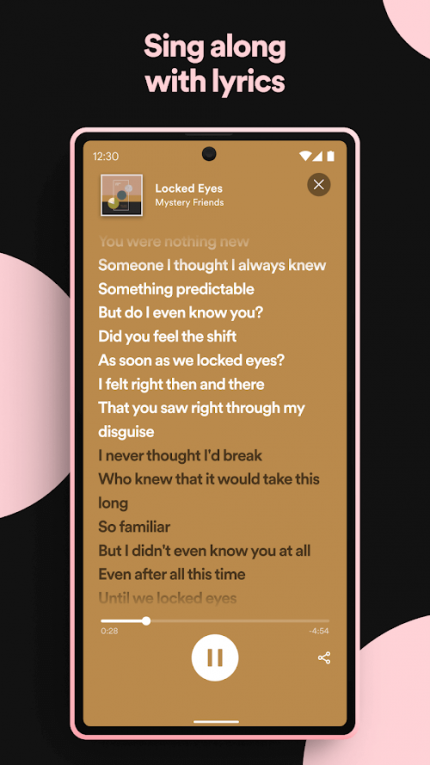 Sing along
with lyrics
12:30
Locked Eyes
Mystery Friends
You were nothing new
Someone I thought I always knew
Something predictable
But do I even know you?
Did you feel the shift
As soon as we locked eyes?
I felt right then and there
That you saw right through my
disguise
I never thought I'd break
Who knew that it would take this
long
So familiar
But I didn't even know you at all
Even after all this time
Until we locked eyes
0:28
-4:54